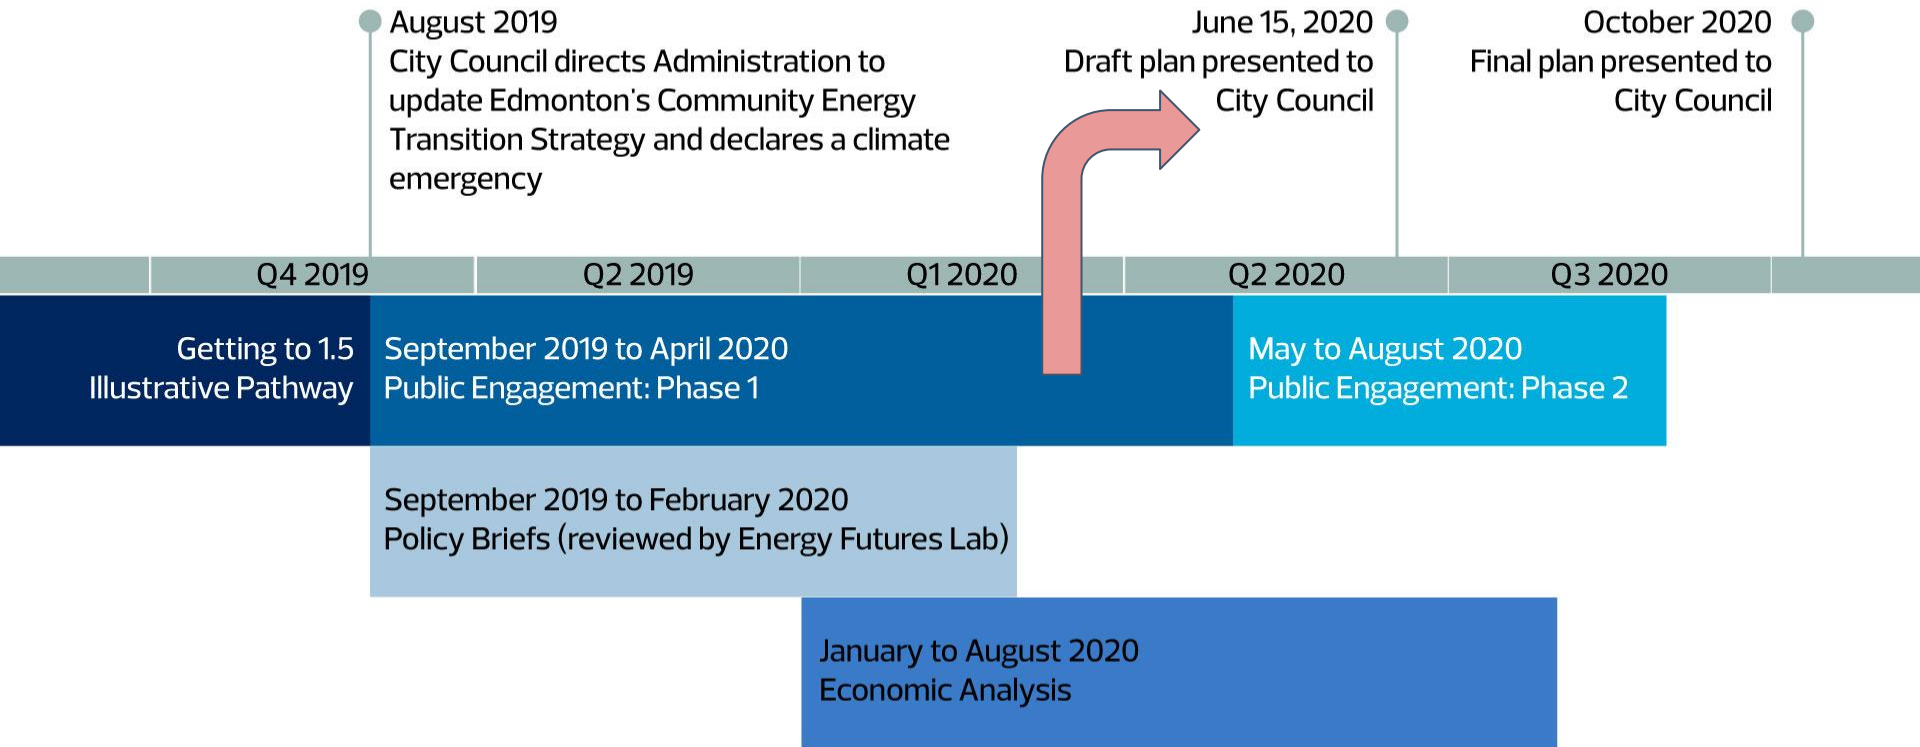 August 2019
City Council directs Administration to
update Edmonton's Community Energy
Transition Strategy and declares a climate
emergency
June 15, 2020
Draft plan presented to
City Council
October 2020
Final plan presented to
City Council
Q4 2019
Q2 2019
Q1 2020
Q2 2020
Q3 2020
Getting to 1.5
Illustrative Pathway
September 2019 to April 2020
Public Engagement: Phase 1
May to August 2020
Public Engagement: Phase 2
September 2019 to February 2020
Policy Briefs (reviewed by Energy Futures Lab)
January to August 2020
Economic Analysis